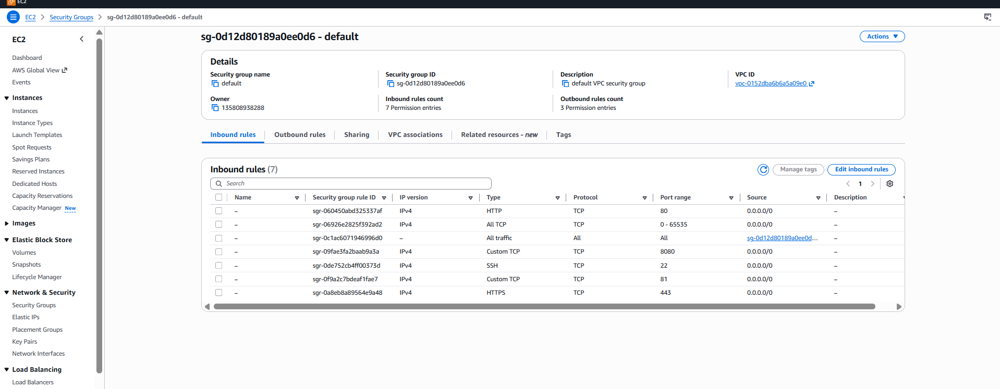 EC2
EC2 > Security Groups > sg-0d12d80189a0ee0d6 - default
EC2
Dashboard
AWS Global View
Events
Instances
Instances
Instance Types
Launch Templates
Spot Requests
Savings Plans
Reserved Instances
Dedicated Hosts
Capacity Reservations
Capacity Manager New
Images
Elastic Block Store
Volumes
Snapshots
Lifecycle Manager
Network & Security
Security Groups
Elastic IPs
Placement Groups
Key Pairs
Network Interfaces
Load Balancing
Load Balancers
sg-0d12d80189a0ee0d6 - default
Actions
Details
Security group name
default
Security group ID
sg-0d12d80189a0ee0d6
Description
default VPC security group
VPC ID
vpc-0152dba6b6a5a09e0
Owner
135808938288
Inbound rules count
7 Permission entries
Outbound rules count
3 Permission entries
Inbound rules Outbound rules Sharing VPC associations Related resources - new Tags
Inbound rules (7)
Manage tags
Edit inbound rules
Search
1
Name Security group rule ID IP version Type Protocol Port range Source Description
– sgr-060450abd325337af IPv4 HTTP TCP 80 0.0.0.0/0 –
– sgr-06926e2825f392ad2 IPv4 All TCP TCP 0 - 65535 0.0.0.0/0 –
– sgr-0c1ac6071946996d0 – All traffic All All sg-0d12d80189a0ee0d... –
– sgr-09fae3fa2baab9a3a IPv4 Custom TCP TCP 8080 0.0.0.0/0 –
– sgr-0de752cb4ff00373d IPv4 SSH TCP 22 0.0.0.0/0 –
– sgr-0f9a2c7bdeaf1fae7 IPv4 Custom TCP TCP 81 0.0.0.0/0 –
– sgr-0a8eb8a89564e9a48 IPv4 HTTPS TCP 443 0.0.0.0/0 –